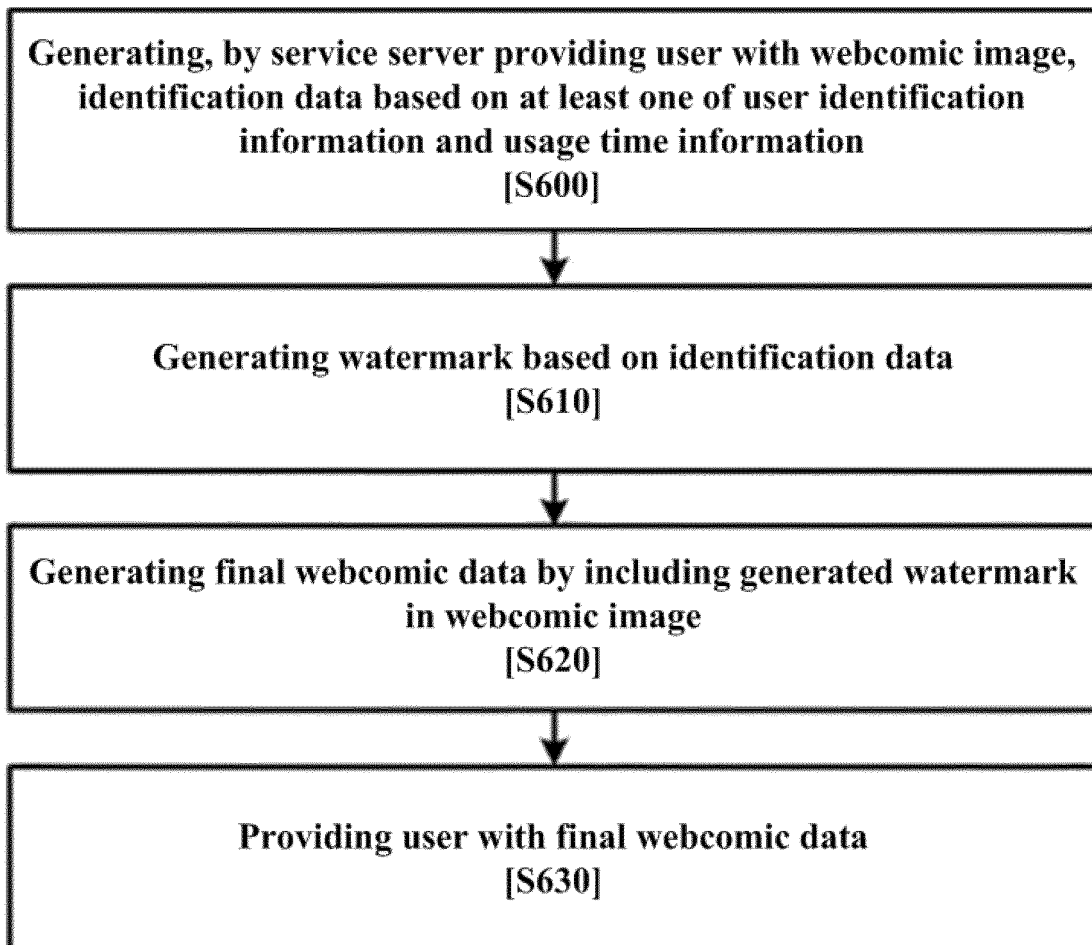 Generating, by service server providing user with webcomic image,
identification data based on at least one of user identification
information and usage time information
[S600]
Generating watermark based on identification data
[S610]
Generating final webcomic data by including generated watermark
in webcomic image
[S620]
Providing user with final webcomic data
[S630]